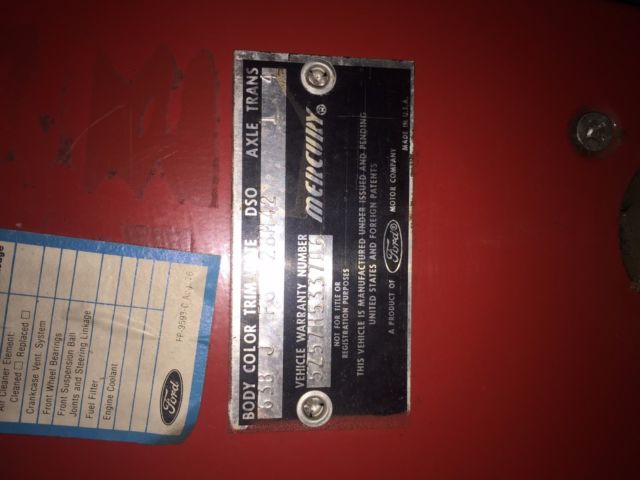 BODY COLOR TRIM DATE DSO AXLE TRANS
63B J 1 4
VEHICLE WARRANTY NUMBER
MERCURY®
NOT FOR TITLE OR
REGISTRATION PURPOSES
THIS VEHICLE IS MANUFACTURED UNDER ISSUED AND PENDING
UNITED STATES AND FOREIGN PATENTS
A PRODUCT OF Ford® MOTOR COMPANY MADE IN U.S.A.
Air Cleaner Element:
Cleaned □ Replaced □
Crankcase Vent. System
Front Wheel Bearings
Front Suspension Ball
Joints and Steering Linkage
Fuel Filter
Engine Coolant
Ford